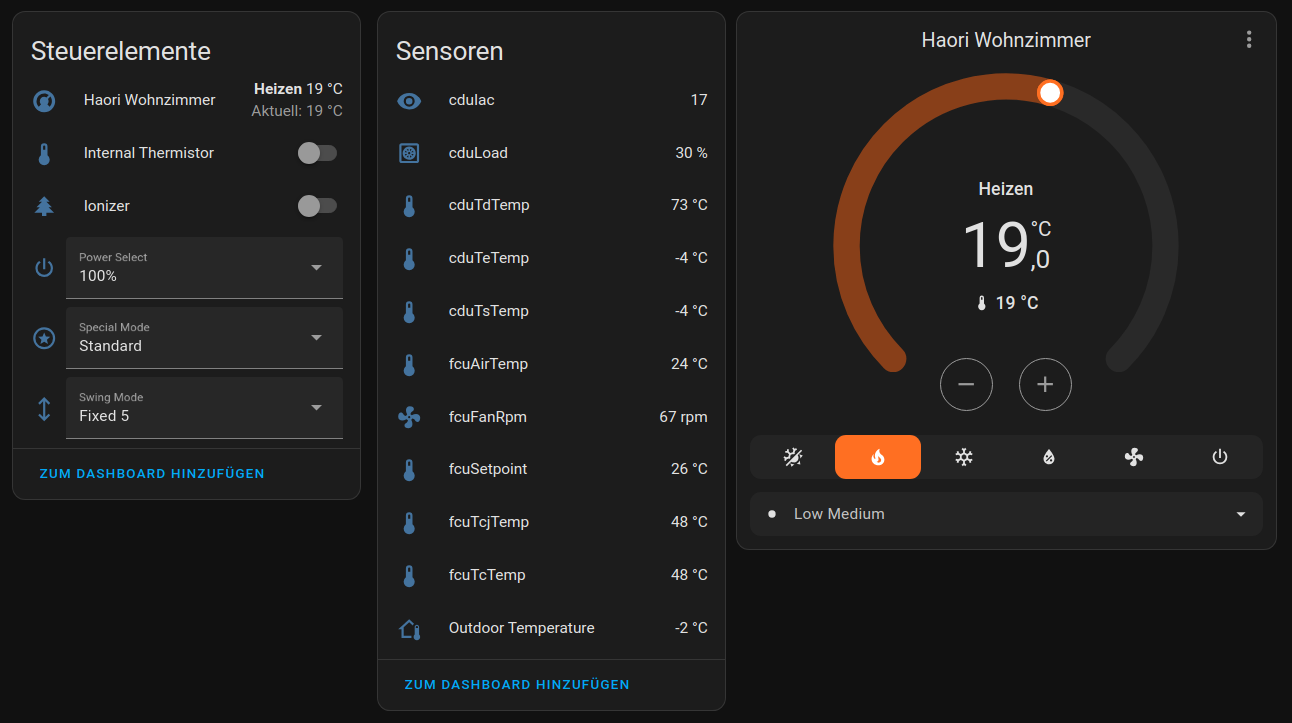 Steuerelemente
Haori Wohnzimmer
Heizen 19 °C
Aktuell: 19 °C
Internal Thermistor
Ionizer
Power Select
100%
Special Mode
Standard
Swing Mode
Fixed 5
ZUM DASHBOARD HINZUFÜGEN
Sensoren
cduIac 17
cduLoad 30 %
cduTdTemp 73 °C
cduTeTemp -4 °C
cduTsTemp -4 °C
fcuAirTemp 24 °C
fcuFanRpm 67 rpm
fcuSetpoint 26 °C
fcuTcjTemp 48 °C
fcuTcTemp 48 °C
Outdoor Temperature -2 °C
ZUM DASHBOARD HINZUFÜGEN
Haori Wohnzimmer
Heizen
19,0 °C
19 °C
Low Medium